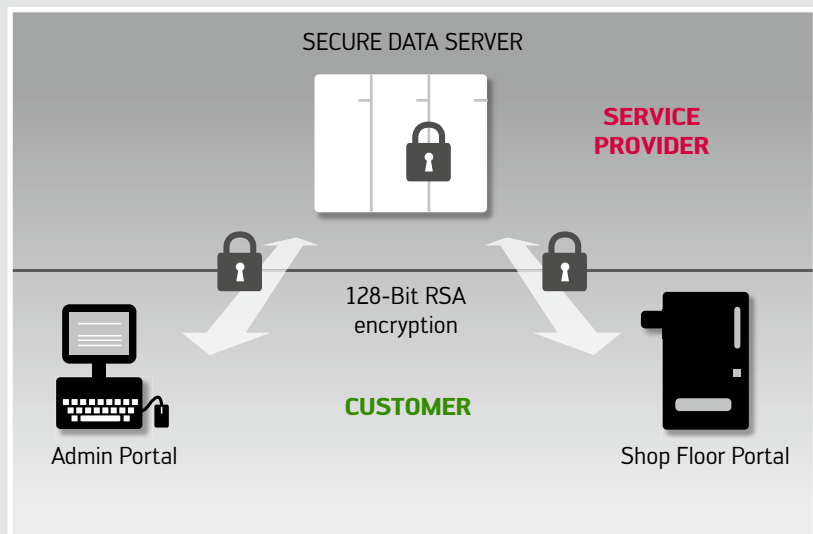 SECURE DATA SERVER
SERVICE
PROVIDER
128-Bit RSA
encryption
CUSTOMER
Admin Portal
Shop Floor Portal